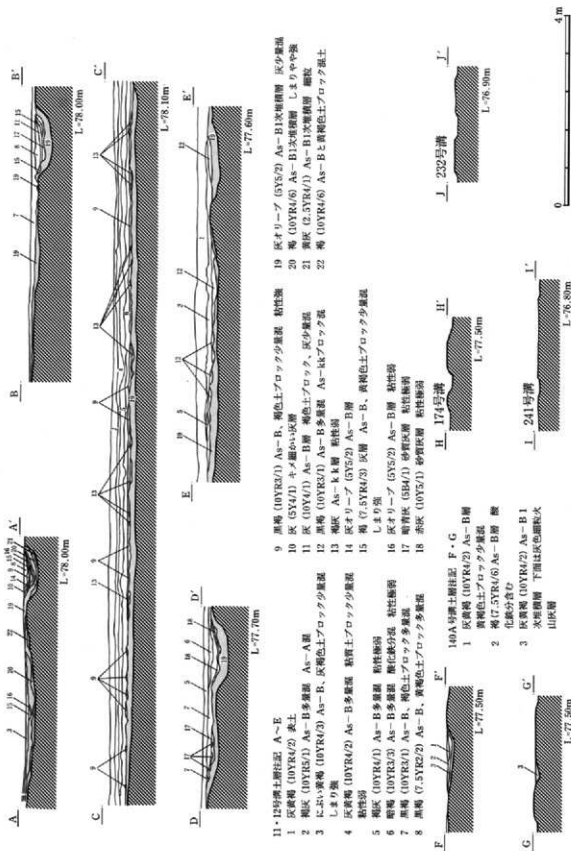 A A' L=78.00m
B B' L=78.00m
C C' L=78.10m
D D' L=77.70m
E E' L=77.60m
11・12号溝土層注記 A～E
1 灰黄褐 (10YR4/2) 表土
2 褐灰 (10YR5/1) As-B多量混 As-A混
3 にぶい黄褐 (10YR4/3) As-B、灰褐色土ブロック少量混
しまり強
4 灰黄褐 (10YR4/2) As-B多量混 粘質土ブロック少量混
粘性弱
5 褐灰 (10YR4/1) As-B多量混 粘性極弱
6 暗褐 (10YR3/3) As-B多量混 酸化鉄分混 粘性極弱
7 黒褐 (10YR3/1) As-B、褐色土ブロック多量混
8 黒褐 (7.5YR2/2) As-B、黄褐色土ブロック多量混
9 黒褐 (10YR3/1) As-B、褐色土ブロック少量混 粘性強
10 灰 (5Y4/1) キメ細かい灰層
11 灰 (10Y4/1) As-B層 褐色土ブロック、灰少量混
12 黒褐 (10YR3/1) As-B多量混 As-kkブロック混
13 褐灰 As-kk層 粘性弱
14 灰オリーブ (5Y5/2) As-B層
15 褐 (7.5YR4/3) 灰層 As-B、黄褐色土ブロック少量混
しまり強
16 灰オリーブ (5Y5/2) As-B層 粘性弱
17 暗青灰 (5B4/1) 砂質灰層 粘性極弱
18 赤灰 (10Y5/1) 砂質灰層 粘性極弱
19 灰オリーブ (5Y5/2) As-B1次堆積層 灰少量混
20 褐 (10YR4/6) As-B1次堆積層 しまりやや強
21 黄灰 (2.5YR4/1) As-B1次堆積層 細粒
22 褐 (10YR4/6) As-Bと黄褐色土ブロック混土
F F' L=77.50m
G G' L=77.50m
140A号溝土層注記 F・G
1 灰黄褐 (10YR4/2) As-B層
黄褐色土ブロック少量混
2 褐 (7.5YR4/6) As-B層 酸
化鉄分含む
3 灰黄褐 (10YR4/2) As-B1
次堆積層 下面は灰色細粒火
山灰層
H 174号溝 H' L=77.50m
I 241号溝 I' L=76.80m
J 232号溝 J' L=76.90m
0 4m